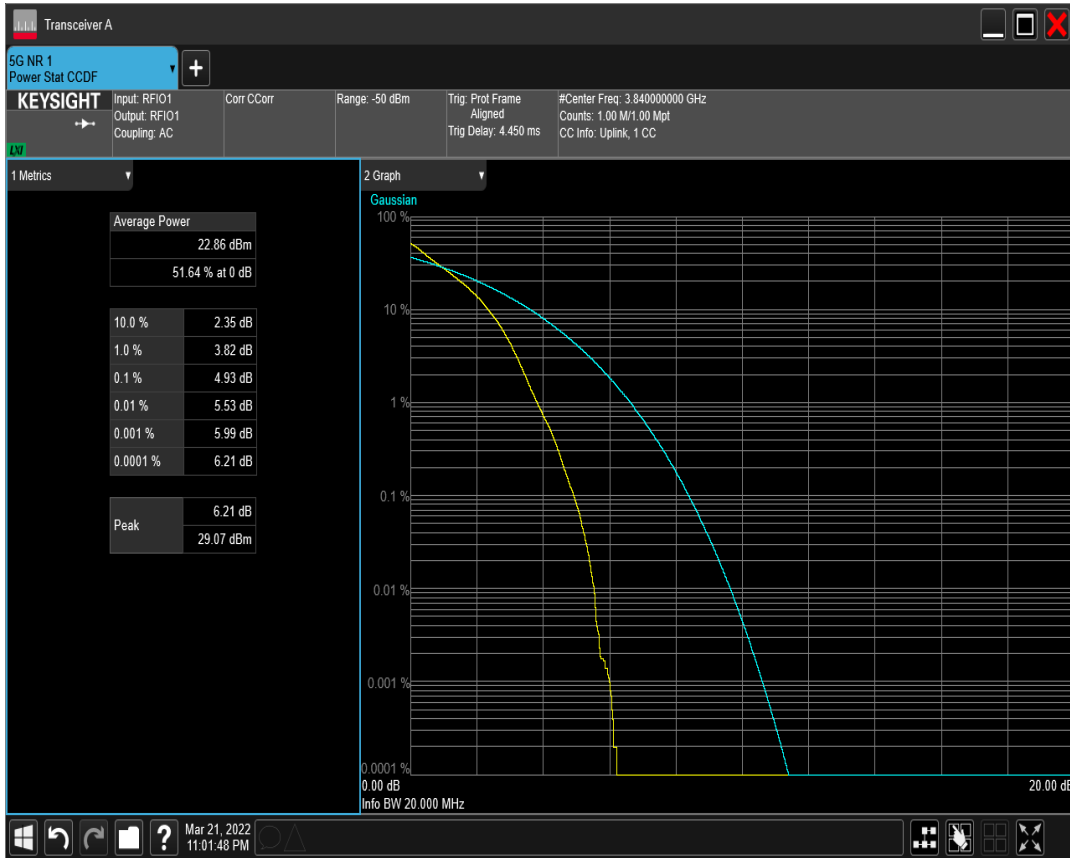 Transceiver A
5G NR 1
Power Stat CCDF
KEYSIGHT
LXI
Input: RFIO1
Output: RFIO1
Coupling: AC
Corr CCorr
Range: -50 dBm
Trig: Prot Frame
Aligned
Trig Delay: 4.450 ms
#Center Freq: 3.840000000 GHz
Counts: 1.00 M/1.00 Mpt
CC Info: Uplink, 1 CC
1 Metrics
Average Power
22.86 dBm
51.64 % at 0 dB
10.0 % 2.35 dB
1.0 % 3.82 dB
0.1 % 4.93 dB
0.01 % 5.53 dB
0.001 % 5.99 dB
0.0001 % 6.21 dB
Peak
6.21 dB
29.07 dBm
2 Graph
Gaussian
100 %
10 %
1 %
0.1 %
0.01 %
0.001 %
0.0001 %
0.00 dB
20.00 dB
Info BW 20.000 MHz
?
Mar 21, 2022
11:01:48 PM